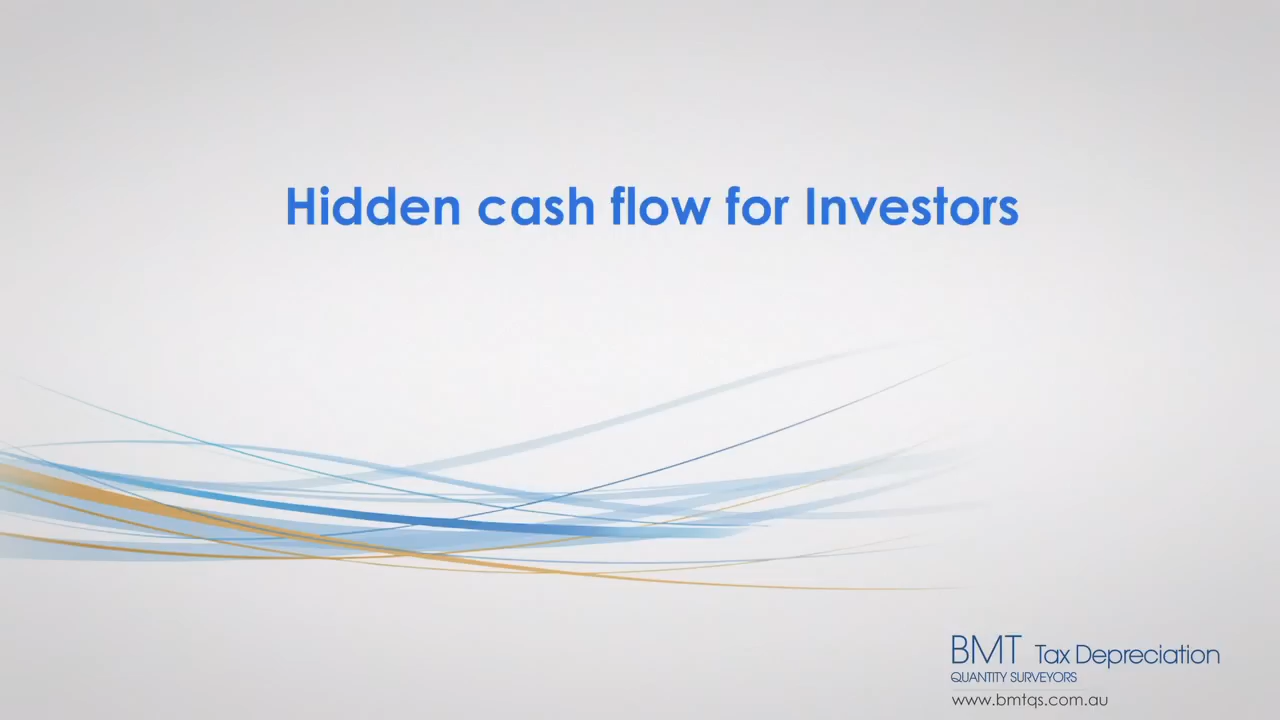 Hidden cash flow for Investors
BMT Tax Depreciation
QUANTITY SURVEYORS
www.bmtqs.com.au